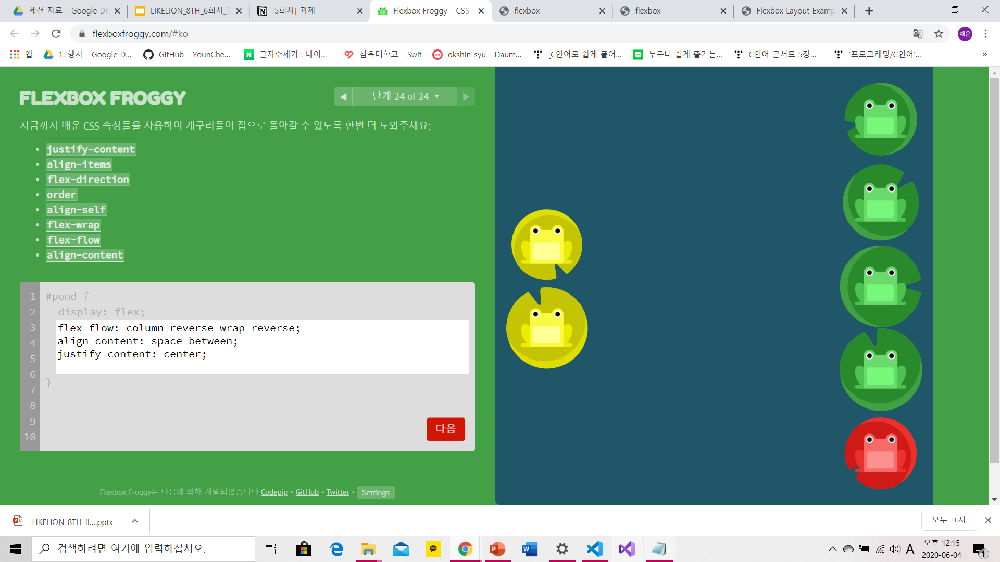 세션 자료 - Google Dr
LIKELION_8TH_6회차_
[5회차] 과제
Flexbox Froggy - CSS
flexbox
flexbox
Flexbox Layout Examp
flexboxfroggy.com/#ko
채은
앱
1. 행사 - Google D...
GitHub - YounChe...
글자수세기 : 네이...
삼육대학교 - Swit
dkshin-syu - Daum...
[C언어로 쉽게 풀어...
누구나 쉽게 즐기는...
C언어 콘서트 5장...
'프로그래밍/C언어'...
»
FLEXBOX FROGGY
단계 24 of 24
지금까지 배운 CSS 속성들을 사용하여 개구리들이 집으로 돌아갈 수 있도록 한번 더 도와주세요:
justify-content
align-items
flex-direction
order
align-self
flex-wrap
flex-flow
align-content
1 #pond {
2 display: flex;
3 flex-flow: column-reverse wrap-reverse;
4 align-content: space-between;
5 justify-content: center;
6
7 }
8
9
10
다음
Flexbox Froggy는 다음에 의해 개발되었습니다 Codepip • GitHub • Twitter • Settings
LIKELION_8TH_fl....pptx
모두 표시
검색하려면 여기에 입력하십시오.
A
오후 12:15
2020-06-04
1